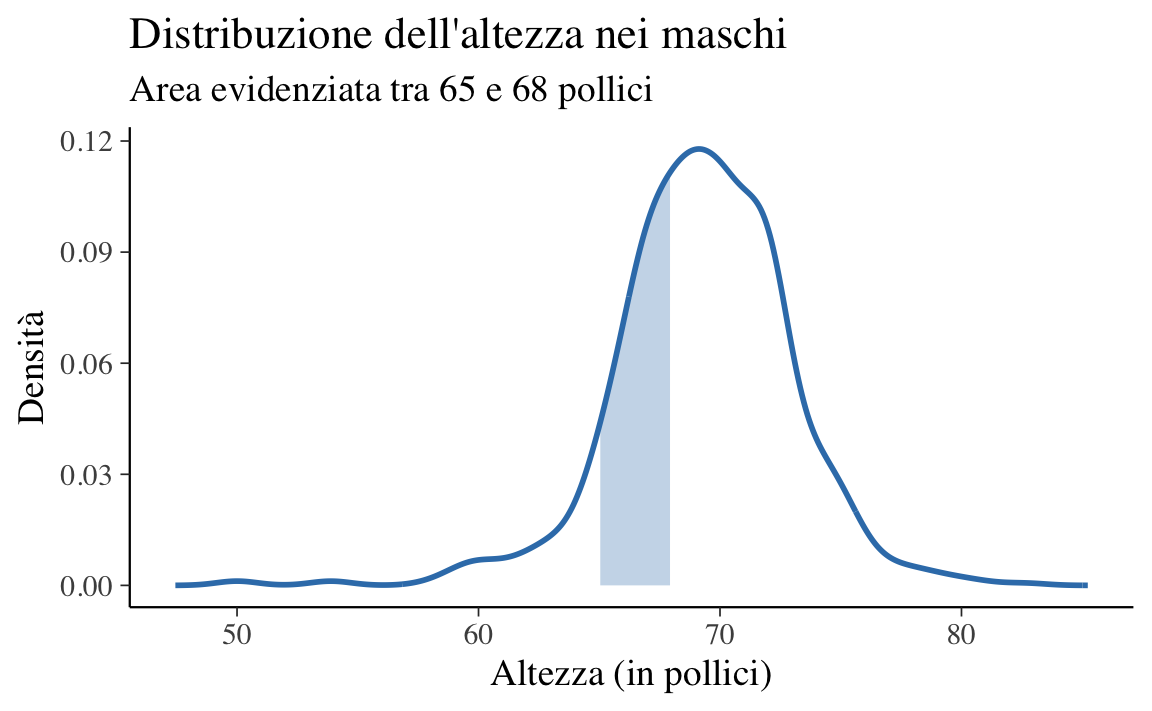 Distribuzione dell'altezza nei maschi
Area evidenziata tra 65 e 68 pollici
0.12
0.09
0.06
0.03
0.00
Densità
50 60 70 80
Altezza (in pollici)